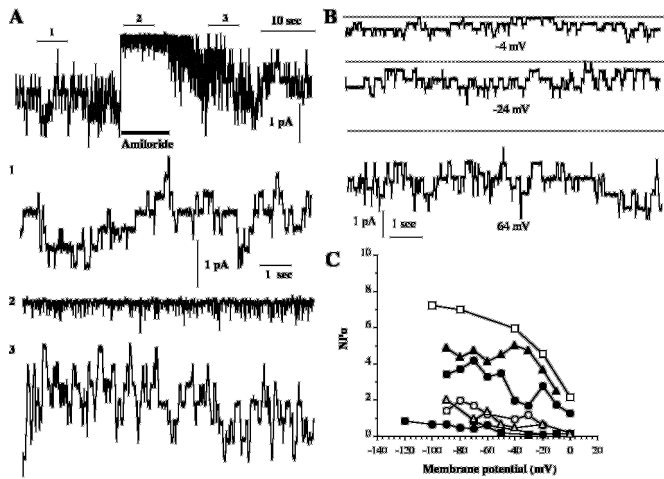 A
1
2
3
10 sec
1 pA
Amiloride
1
1 pA
1 sec
2
3
B
-4 mV
-24 mV
1 pA
1 sec
64 mV
C
NPo
10
8
6
4
2
0
-140 -120 -100 -80 -60 -40 -20 0 20
Membrane potential (mV)